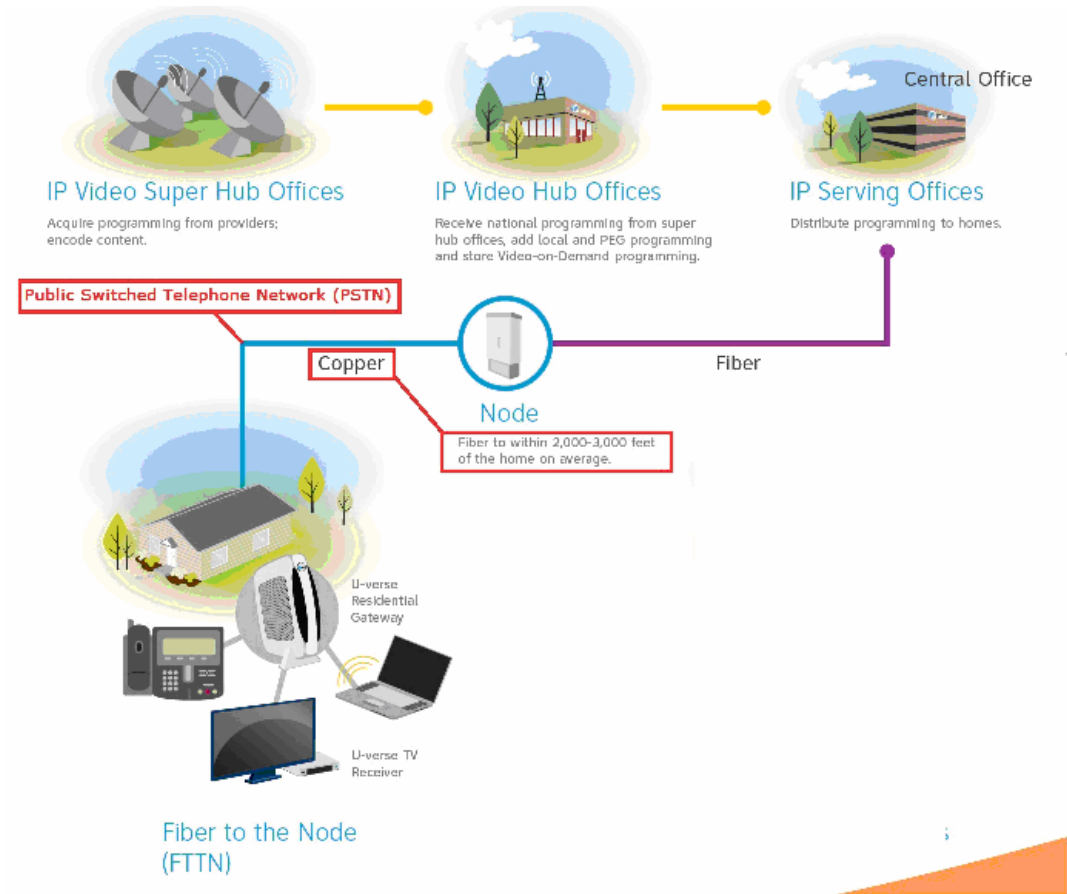 Central Office
IP Video Super Hub Offices
Acquire programming from providers;
encode content.
IP Video Hub Offices
Receive national programming from super
hub offices, add local and PEG programming
and store Video-on-Demand programming.
IP Serving Offices
Distribute programming to homes.
Public Switched Telephone Network (PSTN)
Copper
Fiber
Node
Fiber to within 2,000-3,000 feet
of the home on average.
U-verse
Residential
Gateway
U-verse TV
Receiver
Fiber to the Node
(FTTN)